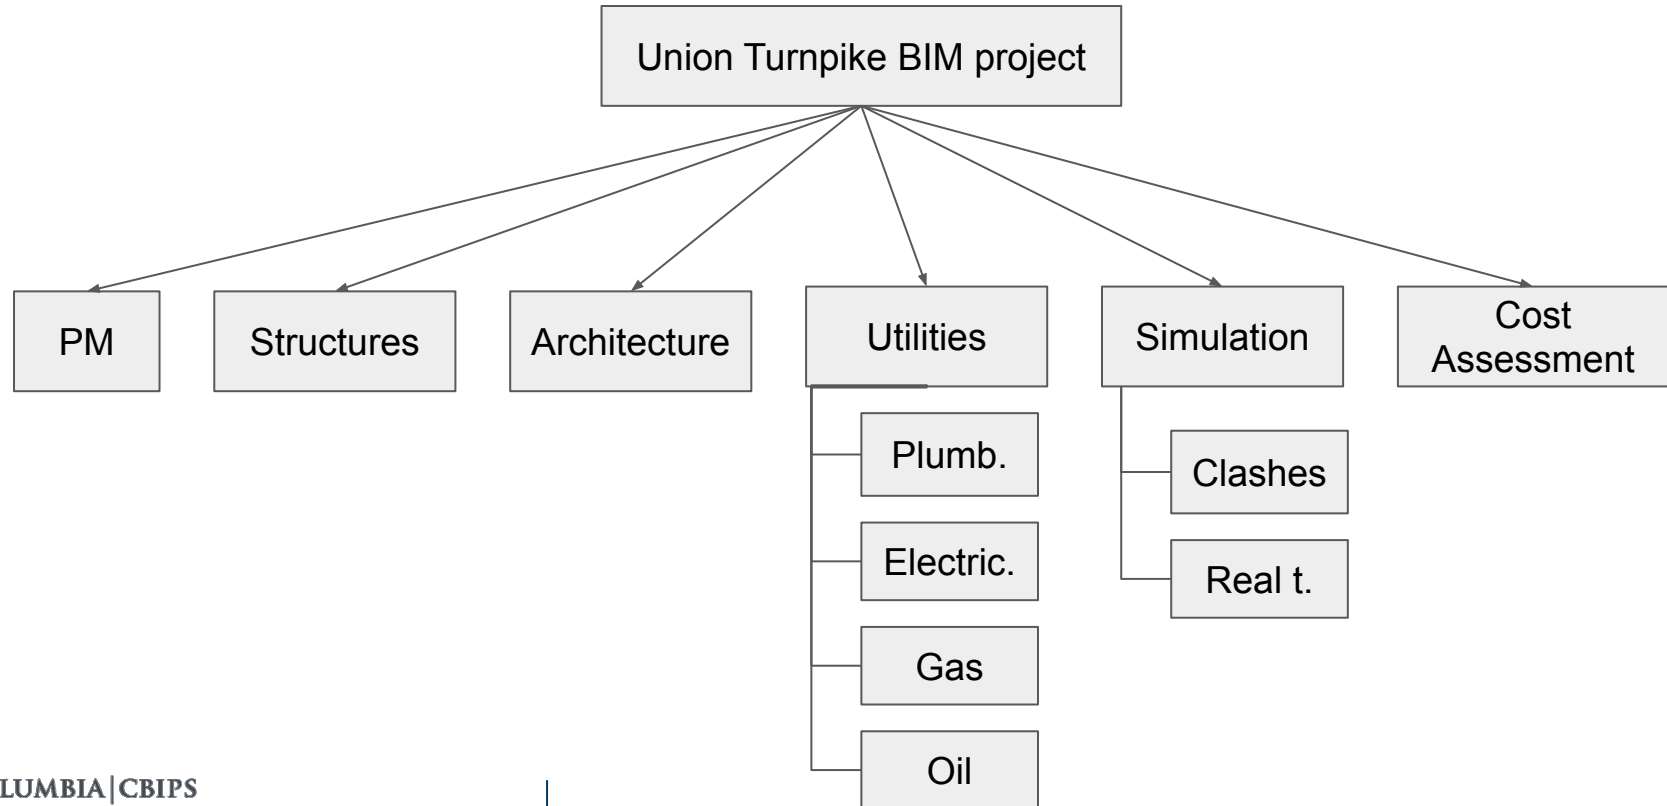 Union Turnpike BIM project
PM
Structures
Architecture
Utilities
Simulation
Cost
Assessment
Plumb.
Electric.
Gas
Oil
Clashes
Real t.
LUMBIA|CBIPS